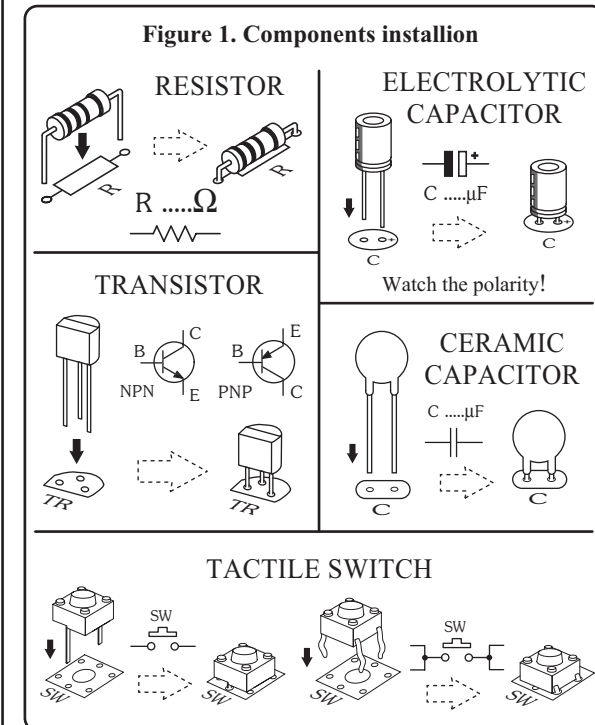 Figure 1. Components installion
RESISTOR
R
R
R .....Ω
ELECTROLYTIC
CAPACITOR
+
C .....µF
+
C
C
Watch the polarity!
TRANSISTOR
B
C
E
NPN
B
E
C
PNP
TR
TR
CERAMIC
CAPACITOR
C .....µF
C
C
TACTILE SWITCH
SW
SW
SW
SW
SW
SW